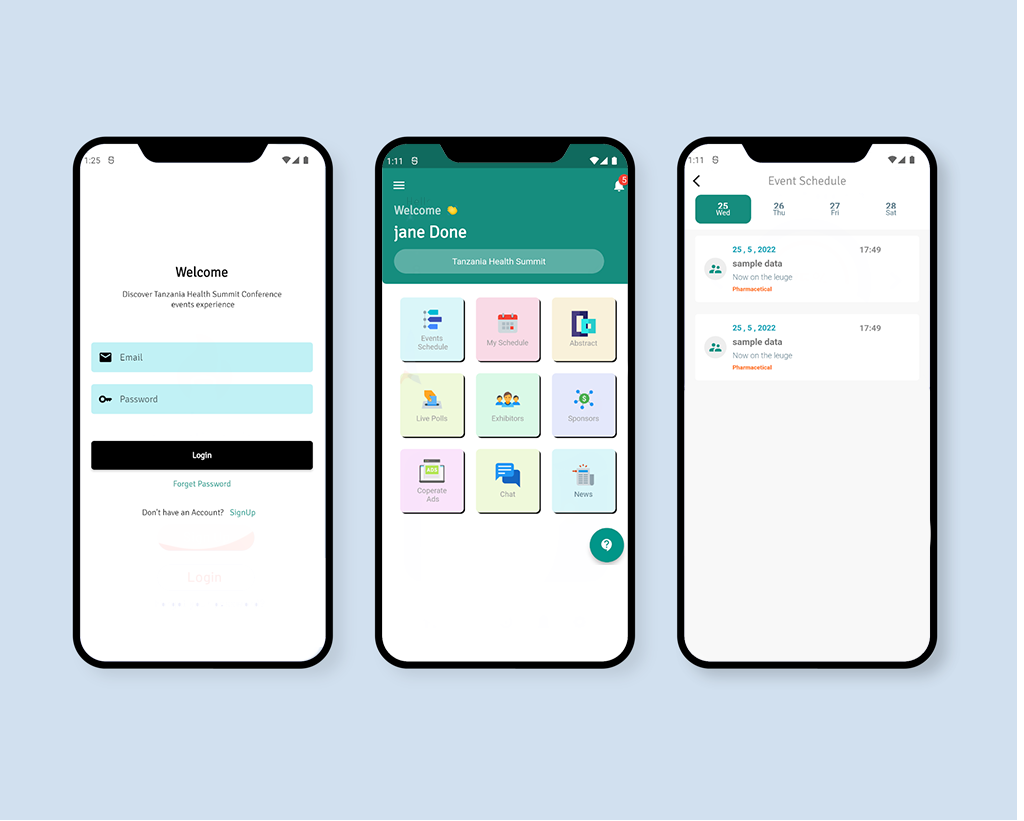 1:25
Welcome
Discover Tanzania Health Summit Conference
events experience
Email
Password
Login
Forget Password
Don't have an Account? SignUp
Login
1:11
5
Welcome
jane Done
Tanzania Health Summit
Events
Schedule
My Schedule
Abstract
Live Polls
Exhibitors
Sponsors
ADS
Coperate
Ads
Chat
News
1:11
Event Schedule
25
Wed
26
Thu
27
Fri
28
Sat
25 , 5 , 2022 17:49
sample data
Now on the leuge
Pharmacetical
25 , 5 , 2022 17:49
sample data
Now on the leuge
Pharmacetical